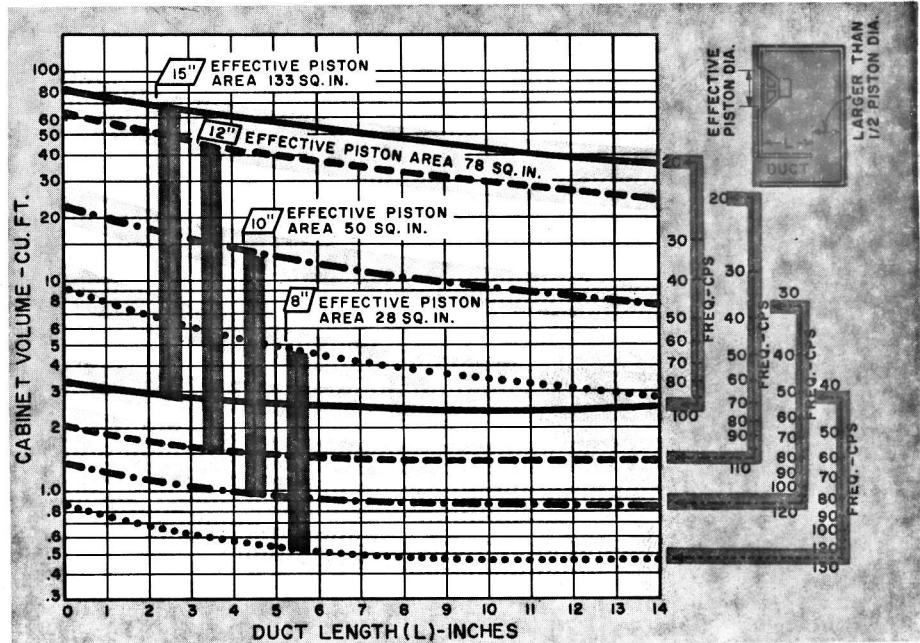 CABINET VOLUME -CU. FT.
100
80
60
50
40
30
20
10
8
6
5
4
3
2
1.0
.8
.6
.5
.4
.3
15" EFFECTIVE PISTON
AREA 133 SQ. IN.
12" EFFECTIVE PISTON AREA 78 SQ. IN.
10" EFFECTIVE PISTON
AREA 50 SQ. IN.
8" EFFECTIVE PISTON
AREA 28 SQ. IN.
0 1 2 3 4 5 6 7 8 9 10 11 12 13 14
DUCT LENGTH (L)-INCHES
EFFECTIVE
PISTON DIA.
LARGER THAN
1/2 PISTON DIA.
L
DUCT
20
30
40
50
60
70
80
100
FREQ.-CPS
20
30
40
50
60
70
80
90
110
FREQ.-CPS
30
40
50
60
70
80
90
100
120
FREQ.-CPS
40
50
60
70
80
90
100
120
130
FREQ.-CPS